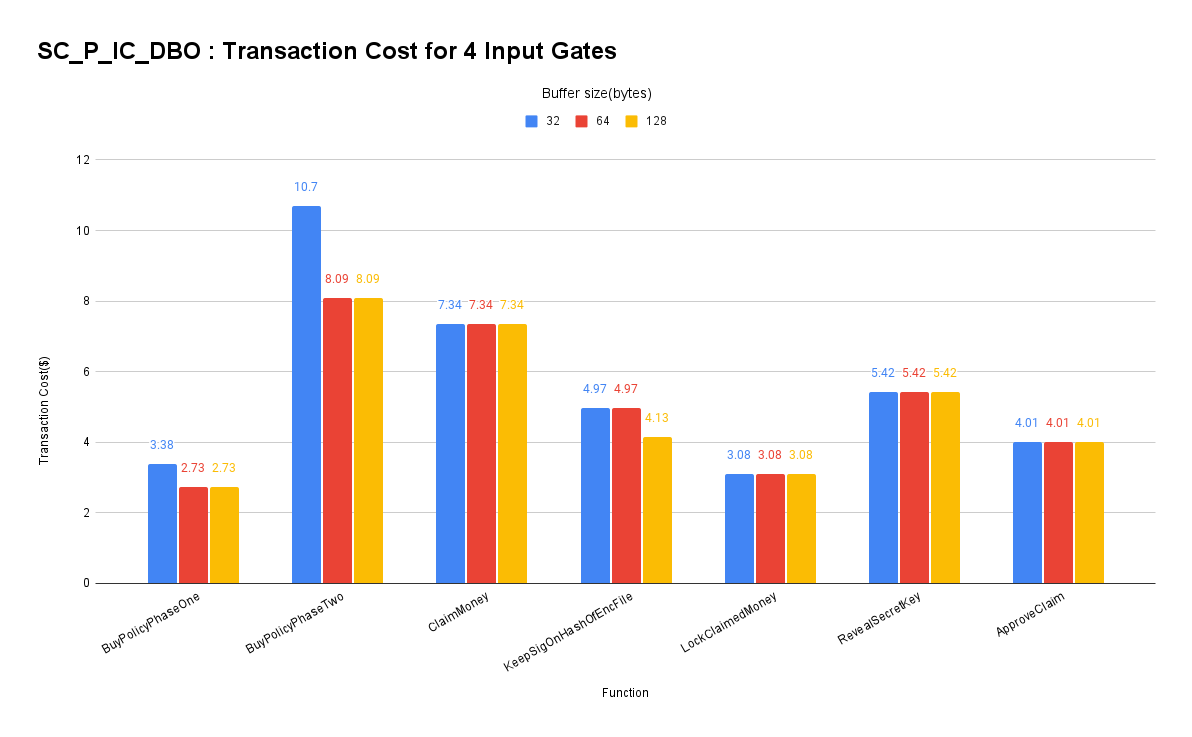 SC_P_IC_DBO : Transaction Cost for 4 Input Gates
Buffer size(bytes)
32 64 128
12
10
8
6
4
2
0
Transaction Cost($)
3.38 2.73 2.73
10.7 8.09 8.09
7.34 7.34 7.34
4.97 4.97 4.13
3.08 3.08 3.08
5.42 5.42 5.42
4.01 4.01 4.01
BuyPolicyPhaseOne
BuyPolicyPhaseTwo
ClaimMoney
KeepSigOnHashOfEncFile
LockClaimedMoney
RevealSecretKey
ApproveClaim
Function